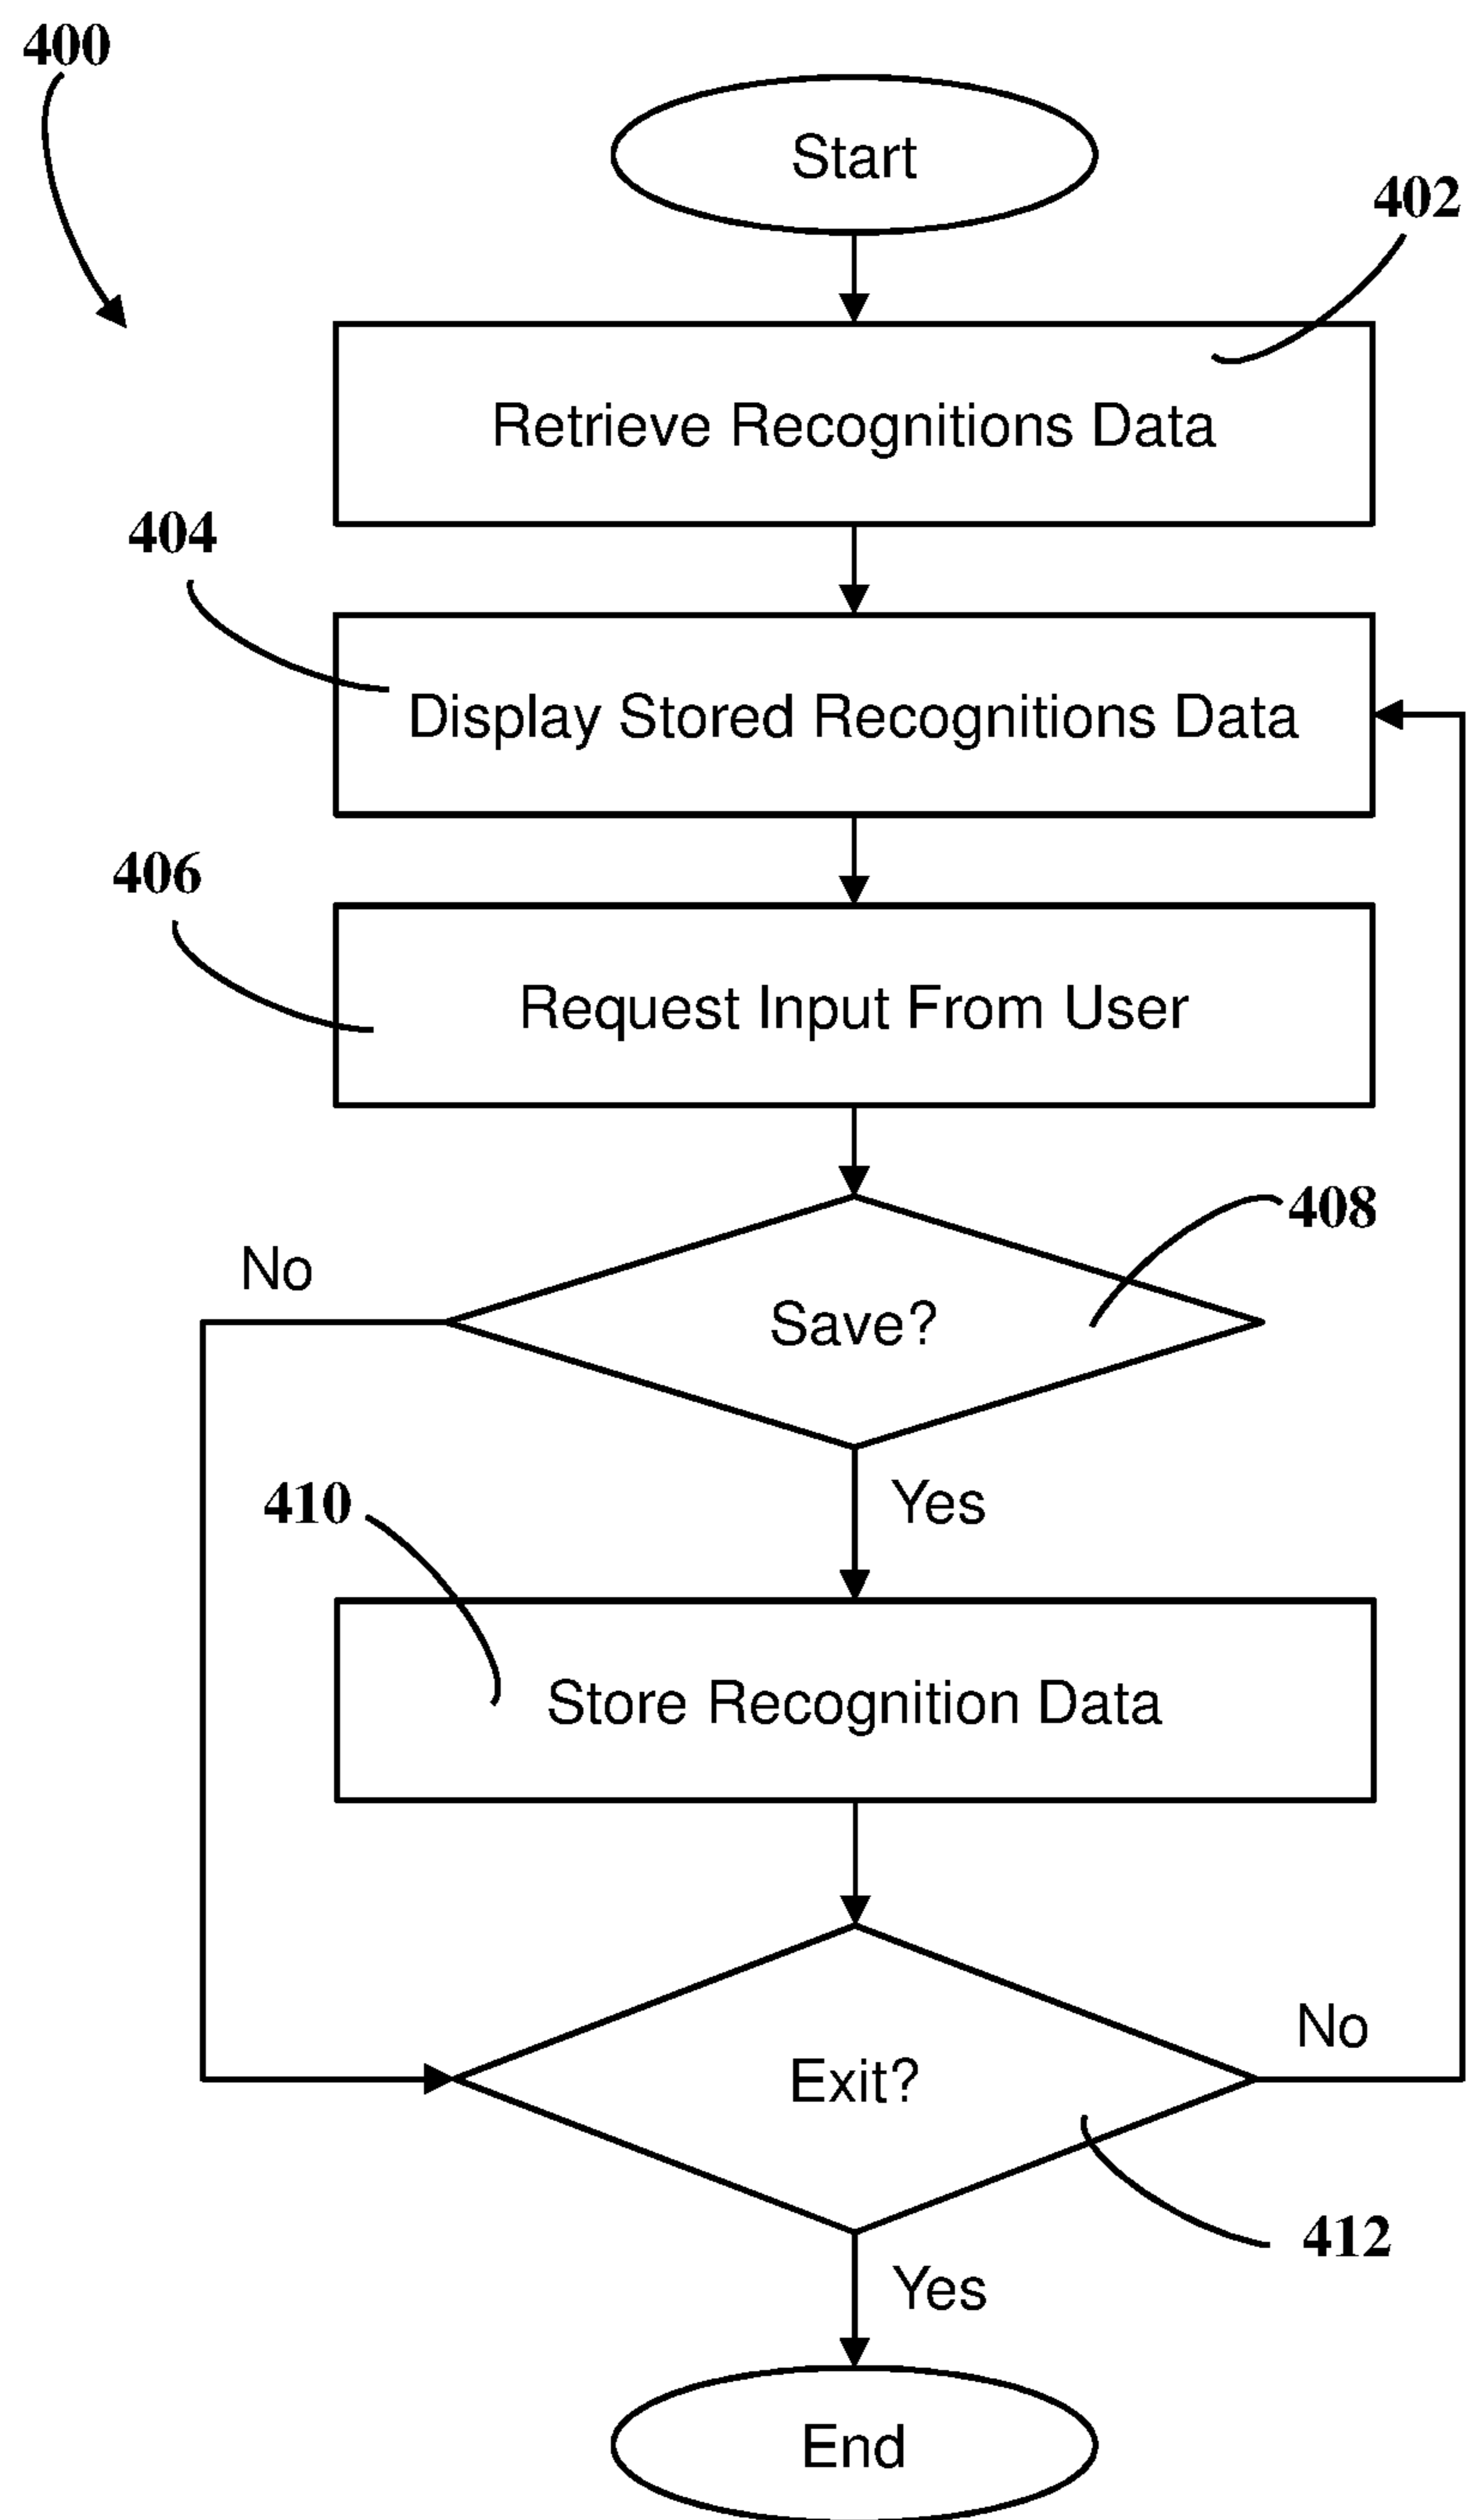 400
Start
402
Retrieve Recognitions Data
404
Display Stored Recognitions Data
406
Request Input From User
408
No
Save?
Yes
410
Store Recognition Data
No
Exit?
412
Yes
End